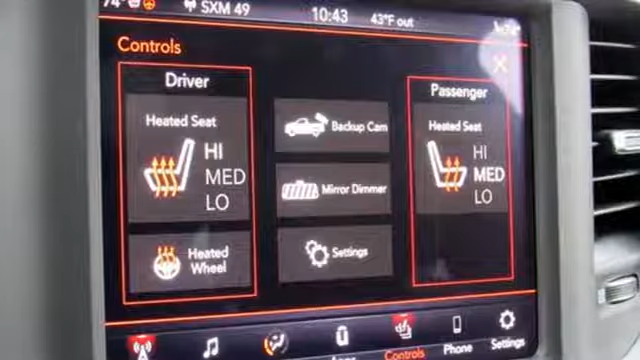 74°
SXM 49
10:43
43°F out
Controls
Driver
Heated Seat
HI
MED
LO
Heated
Wheel
Backup Cam
Mirror Dimmer
Settings
Passenger
Heated Seat
HI
MED
LO
Controls
Phone
Settings